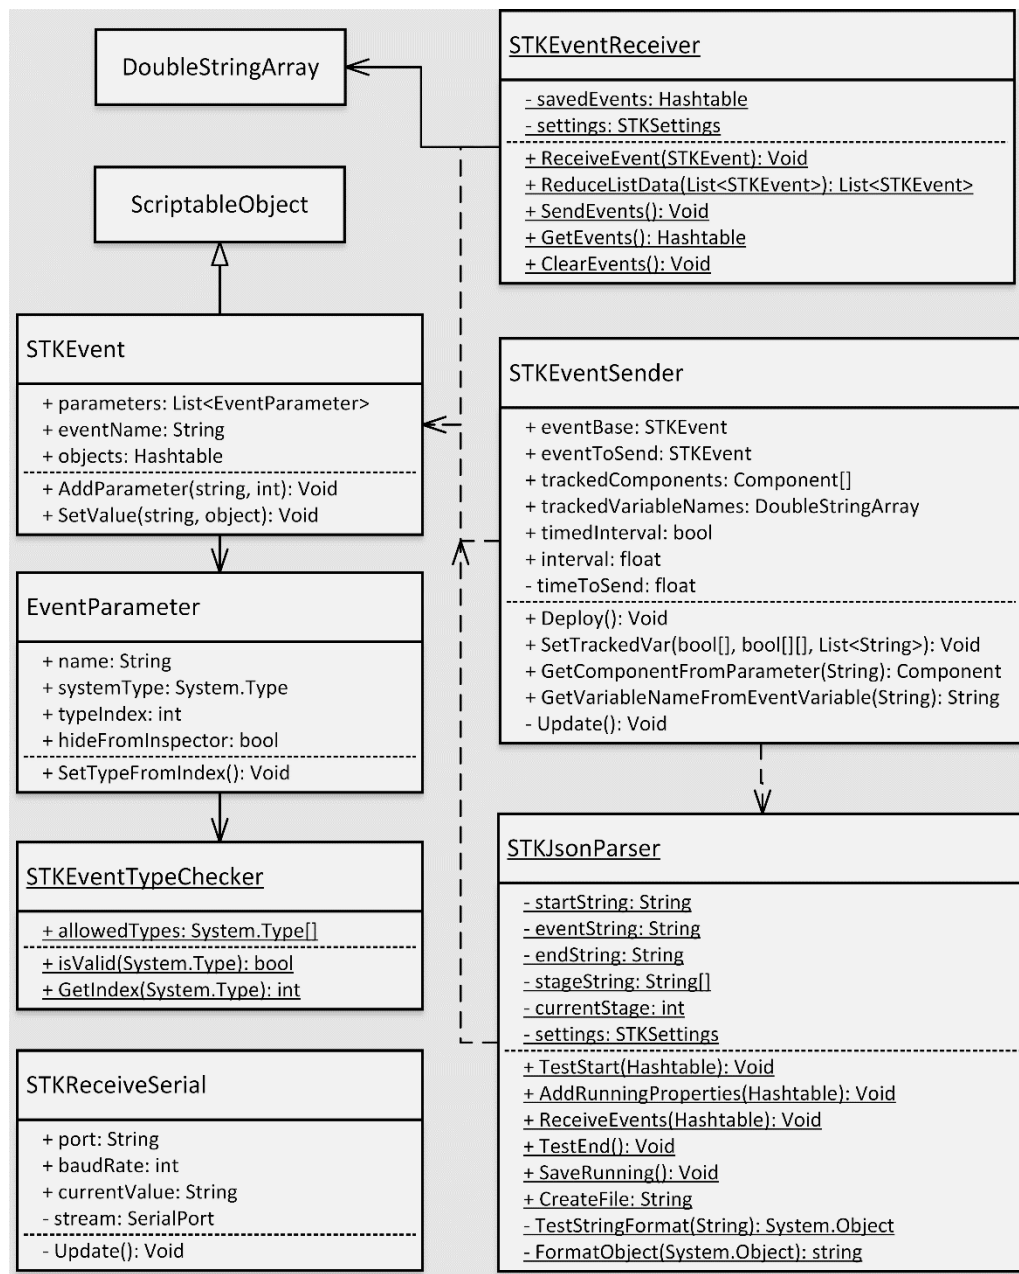 DoubleStringArray
ScriptableObject
STKEvent
+ parameters: List<EventParameter>
+ eventName: String
+ objects: Hashtable
+ AddParameter(string, int): Void
+ SetValue(string, object): Void
EventParameter
+ name: String
+ systemType: System.Type
+ typeIndex: int
+ hideFromInspector: bool
+ SetTypeFromIndex(): Void
STKEventTypeChecker
+ allowedTypes: System.Type[]
+ isValid(System.Type): bool
+ GetIndex(System.Type): int
STKReceiveSerial
+ port: String
+ baudRate: int
+ currentValue: String
- stream: SerialPort
- Update(): Void
STKEventReceiver
- savedEvents: Hashtable
- settings: STKSettings
+ ReceiveEvent(STKEvent): Void
+ ReduceListData(List<STKEvent>): List<STKEvent>
+ SendEvents(): Void
+ GetEvents(): Hashtable
+ ClearEvents(): Void
STKEventSender
+ eventBase: STKEvent
+ eventToSend: STKEvent
+ trackedComponents: Component[]
+ trackedVariableNames: DoubleStringArray
+ timedInterval: bool
+ interval: float
- timeToSend: float
+ Deploy(): Void
+ SetTrackedVar(bool[], bool[][], List<String>): Void
+ GetComponentFromParameter(String): Component
+ GetVariableNameFromEventVariable(String): String
- Update(): Void
STKJsonParser
- startString: String
- eventString: String
- endString: String
- stageString: String[]
- currentStage: int
- settings: STKSettings
+ TestStart(Hashtable): Void
+ AddRunningProperties(Hashtable): Void
+ ReceiveEvents(Hashtable): Void
+ TestEnd(): Void
+ SaveRunning(): Void
+ CreateFile: String
- TestStringFormat(String): System.Object
- FormatObject(System.Object): string